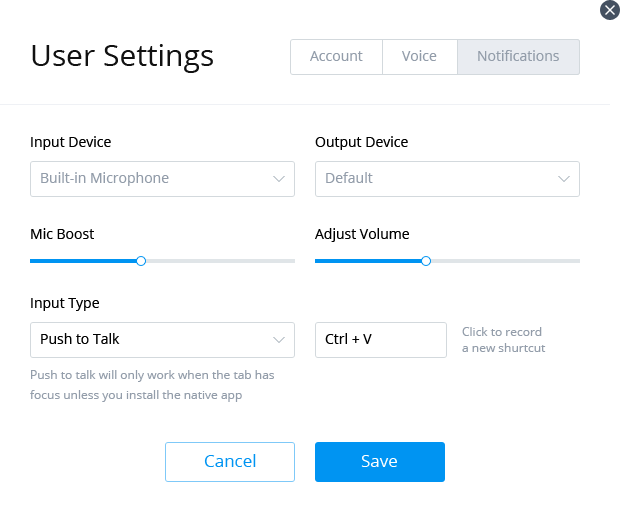 User Settings
Account
Voice
Notifications
Input Device
Output Device
Built-in Microphone
Default
Mic Boost
Adjust Volume
Input Type
Push to Talk
Ctrl + V
Click to record
a new shurtcut
Push to talk will only work when the tab has
focus unless you install the native app
Cancel
Save